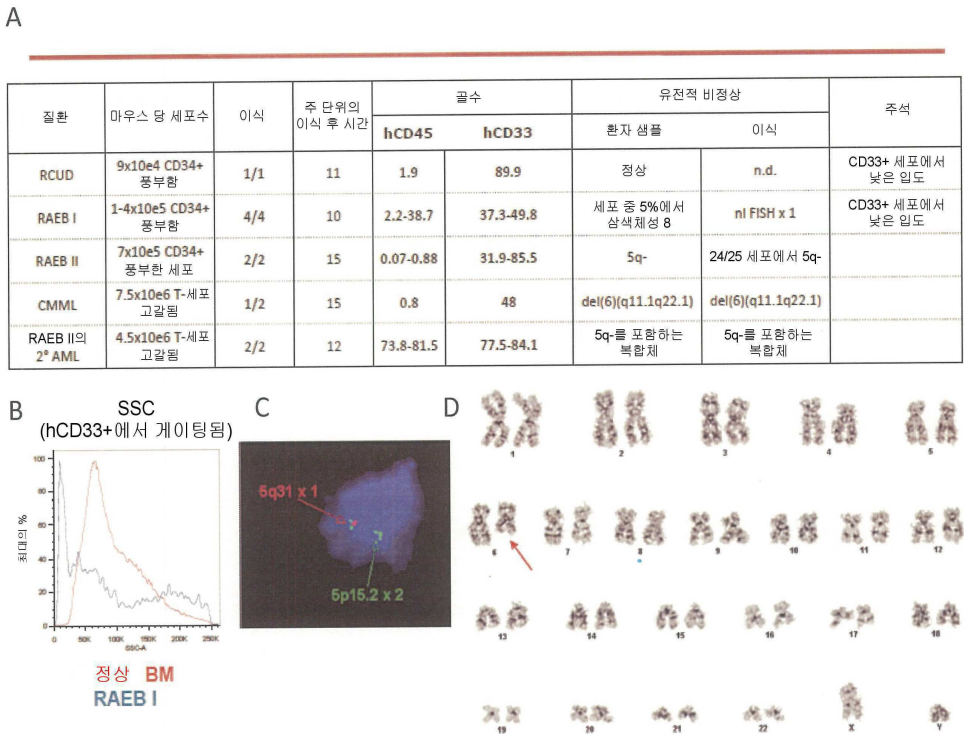 A
질환
마우스 당 세포수
이식
주 단위의
이식 후 시간
골수
유전적 비정상
주석
hCD45
hCD33
환자 샘플
이식
RCUD
9x10e4 CD34+
풍부함
1/1
11
1.9
89.9
정상
n.d.
CD33+ 세포에서
낮은 입도
RAEB I
1-4x10e5 CD34+
풍부함
4/4
10
2.2-38.7
37.3-49.8
세포 중 5%에서
삼색체성 8
nl FISH x 1
CD33+ 세포에서
낮은 입도
RAEB II
7x10e5 CD34+
풍부한 세포
2/2
15
0.07-0.88
31.9-85.5
5q-
24/25 세포에서 5q-
CMML
7.5x10e6 T-세포
고갈됨
1/2
15
0.8
48
del(6)(q11.1q22.1)
del(6)(q11.1q22.1)
RAEB II의
2° AML
4.5x10e6 T-세포
고갈됨
2/2
12
73.8-81.5
77.5-84.1
5q-를 포함하는
복합체
5q-를 포함하는
복합체
B
SSC
(hCD33+에서 게이팅됨)
최대의 %
100
80
60
40
20
0
0
50K
100K
150K
200K
250K
SSC-A
정상 BM
RAEB I
C
5q31 x 1
5p15.2 x 2
D
1
2
3
4
5
6
7
8
9
10
11
12
13
14
15
16
17
18
19
20
21
22
X
Y